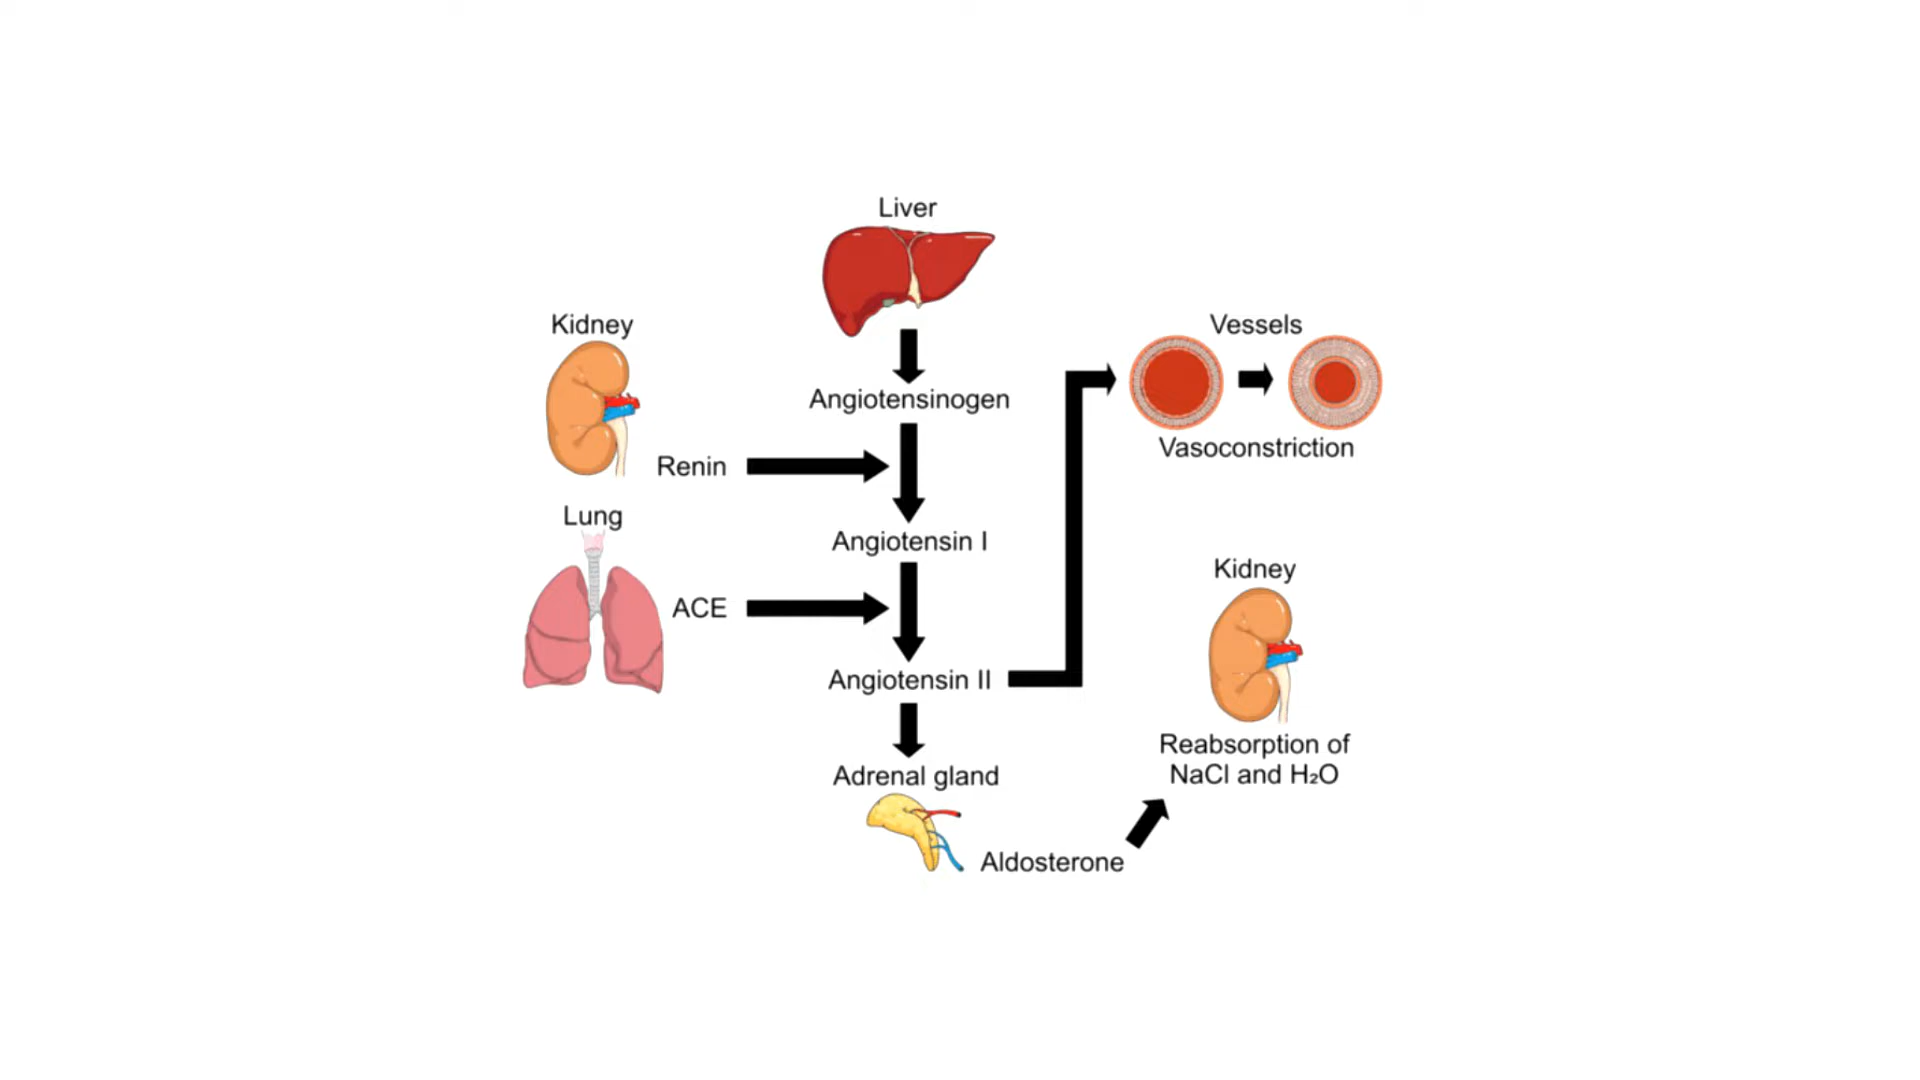 Liver
Kidney
Vessels
Angiotensinogen
Vasoconstriction
Renin
Lung
Angiotensin I
Kidney
ACE
Angiotensin II
Reabsorption of
NaCl and H₂O
Adrenal gland
Aldosterone